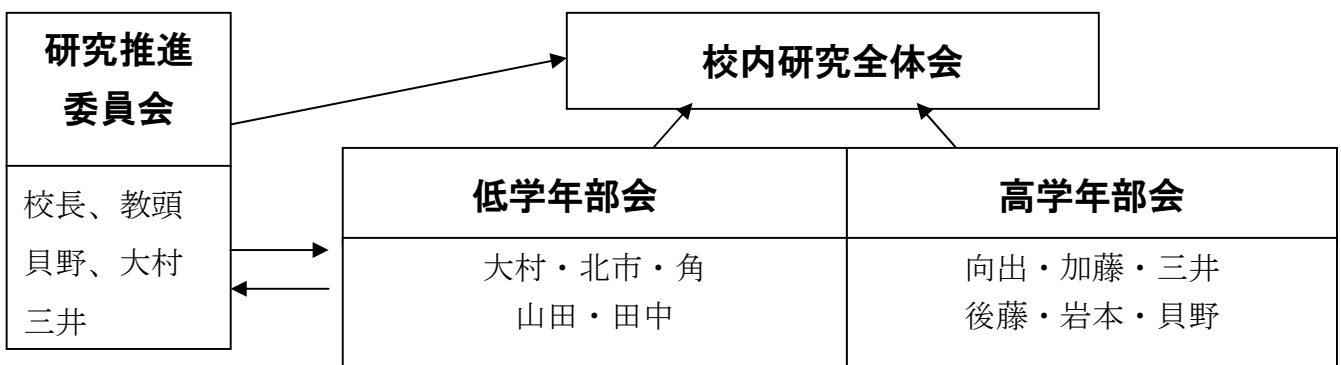 研究推進
委員会
校長、教頭
貝野、大村
三井
校内研究全体会
低学年部会
大村・北市・角
山田・田中
高学年部会
向出・加藤・三井
後藤・岩本・貝野